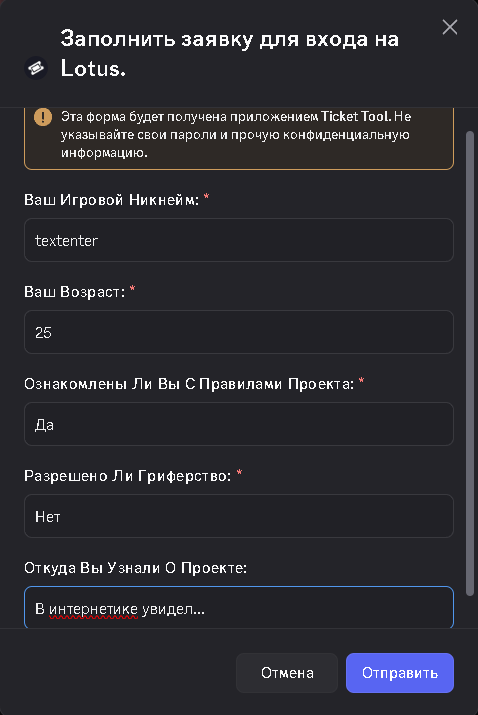 Заполнить заявку для входа на
Lotus.
Эта форма будет получена приложением Ticket Tool. Не
указывайте свои пароли и прочую конфиденциальную
информацию.
Ваш Игровой Никнейм: *
textenter
Ваш Возраст: *
25
Ознакомлены Ли Вы С Правилами Проекта: *
Да
Разрешено Ли Гриферство: *
Нет
Откуда Вы Узнали О Проекте:
В интернетике увидел...
Отмена
Отправить